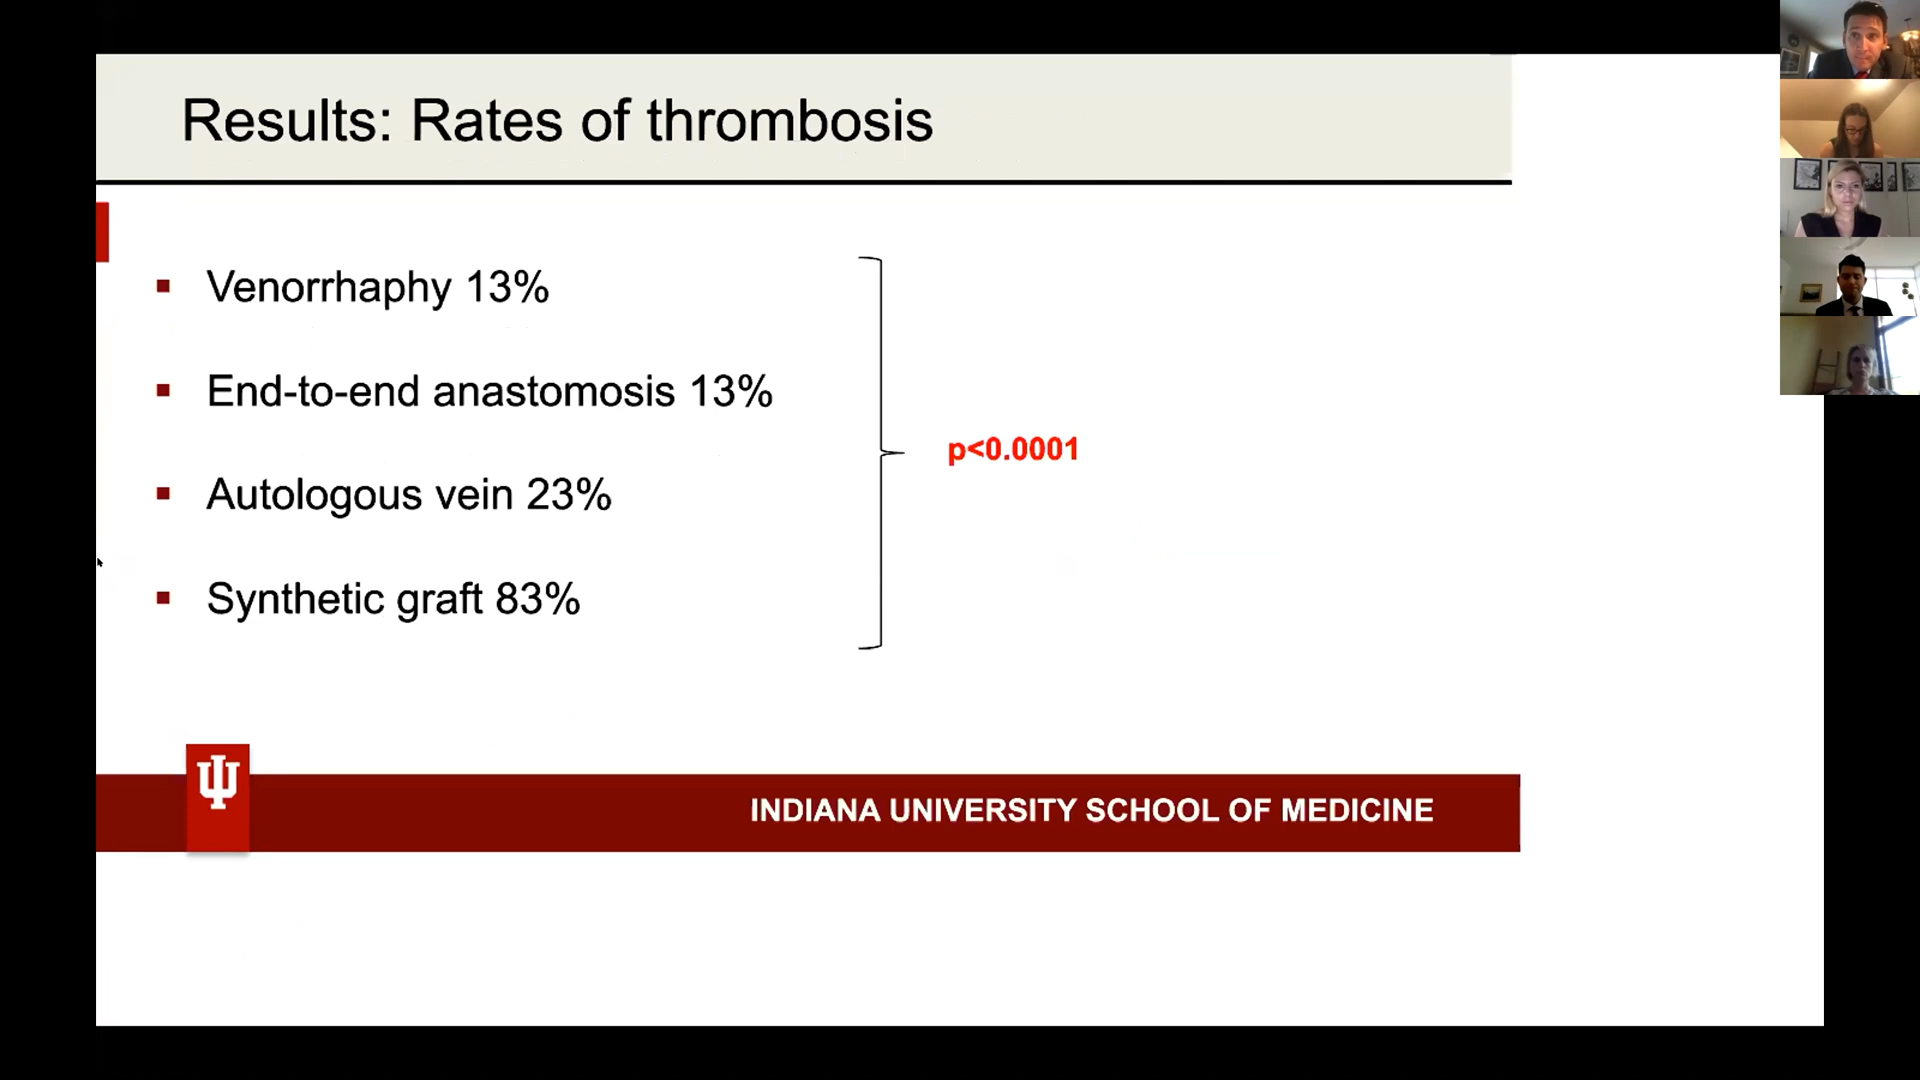 Results: Rates of thrombosis
Venorrhaphy 13%
End-to-end anastomosis 13%
Autologous vein 23%
Synthetic graft 83%
p<0.0001
INDIANA UNIVERSITY SCHOOL OF MEDICINE